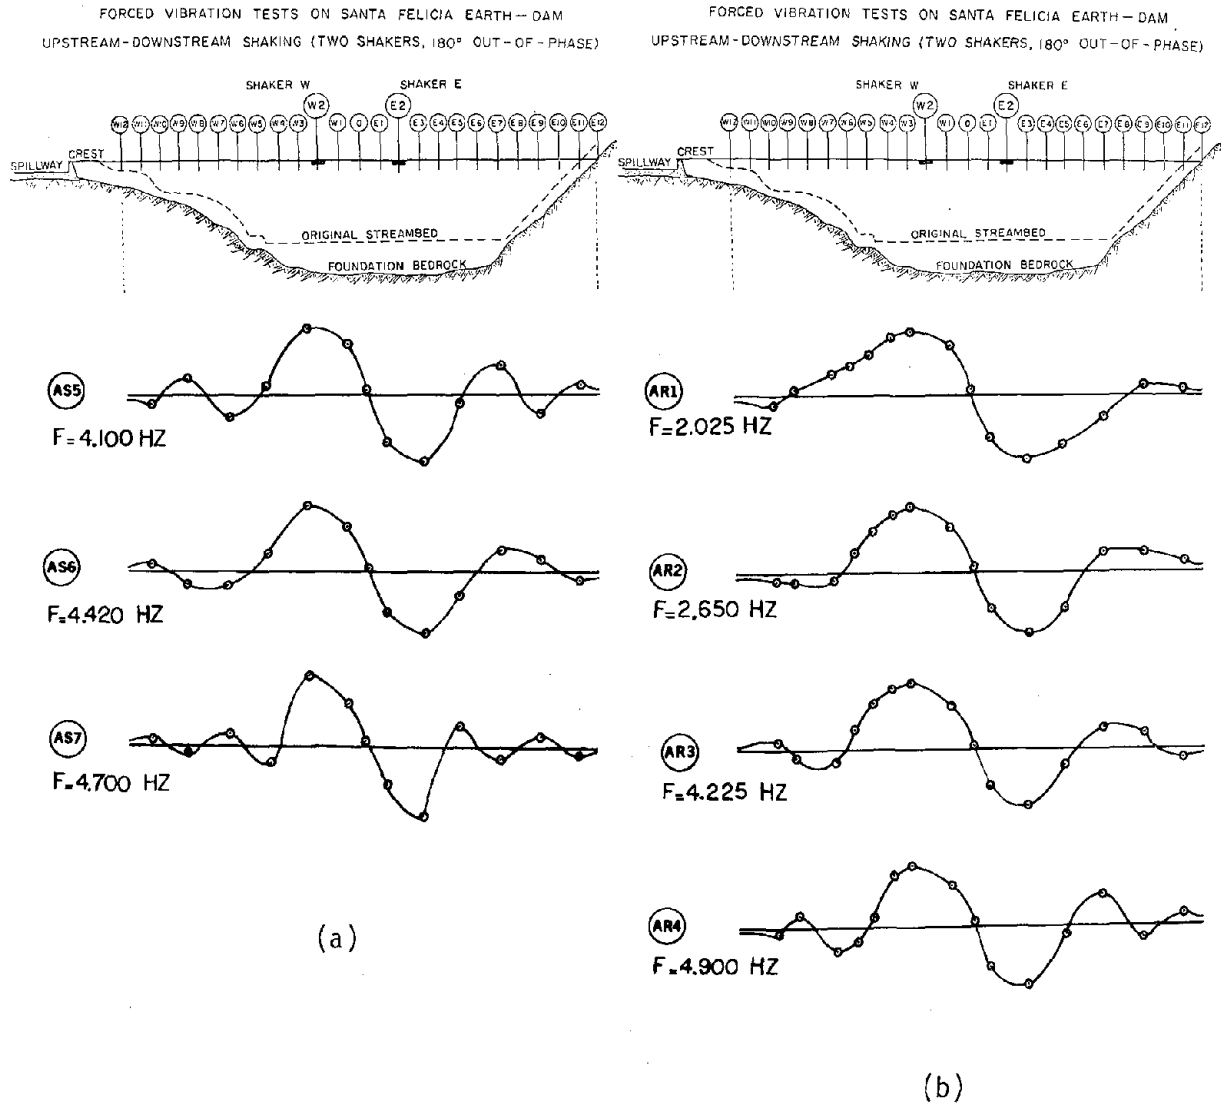 FORCED VIBRATION TESTS ON SANTA FELICIA EARTH-DAM
UPSTREAM-DOWNSTREAM SHAKING (TWO SHAKERS, 180° OUT-OF-PHASE)
SHAKER W SHAKER E
W2 E2
W12 W11 W10 W9 W8 W7 W6 W5 W4 W3 W1 0 E1 E3 E4 E5 E6 E7 E8 E9 E10 E11 E12
CREST
SPILLWAY
ORIGINAL STREAMBED
FOUNDATION BEDROCK
AS5
F=4.100 HZ
AS6
F=4.420 HZ
AS7
F=4.700 HZ
(a)
FORCED VIBRATION TESTS ON SANTA FELICIA EARTH-DAM
UPSTREAM-DOWNSTREAM SHAKING (TWO SHAKERS, 180° OUT-OF-PHASE)
SHAKER W SHAKER E
W2 E2
W12 W11 W10 W9 W8 W7 W6 W5 W4 W3 W1 0 E1 E3 E4 E5 E6 E7 E8 E9 E10 E11 E12
CREST
SPILLWAY
ORIGINAL STREAMBED
FOUNDATION BEDROCK
AR1
F=2.025 HZ
AR2
F=2.650 HZ
AR3
F=4.225 HZ
AR4
F=4.900 HZ
(b)